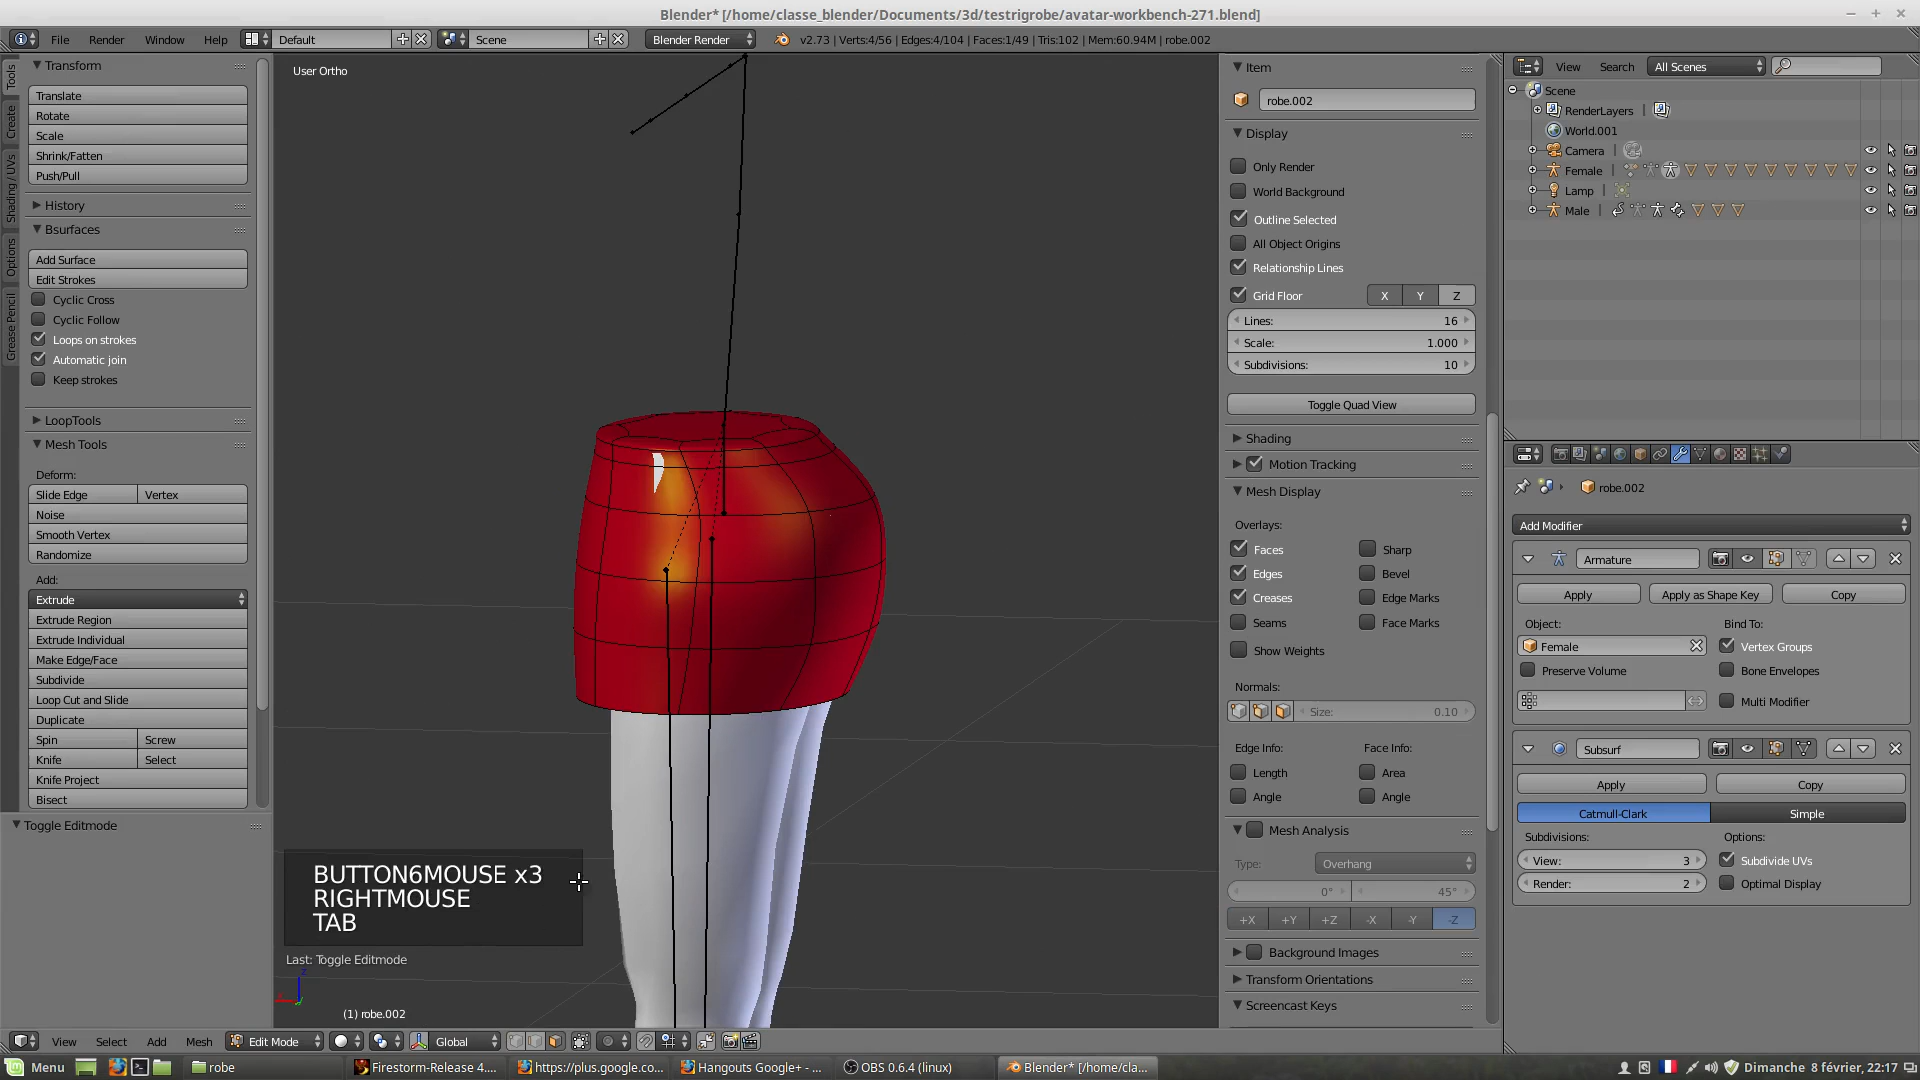 Blender* [/home/classe_blender/Documents/3d/testrigrobe/avatar-workbench-271.blend]
File Render Window Help Default Scene Blender Render v2.73 | Verts:4/56 | Edges:4/104 | Faces:1/49 | Tris:102 | Mem:60.94M | robe.002
Tools
Create
Shading / UVs
Options
Grease Pencil
Transform
Translate
Rotate
Scale
Shrink/Fatten
Push/Pull
History
Bsurfaces
Add Surface
Edit Strokes
Cyclic Cross
Cyclic Follow
Loops on strokes
Automatic join
Keep strokes
LoopTools
Mesh Tools
Deform:
Slide Edge Vertex
Noise
Smooth Vertex
Randomize
Add:
Extrude
Extrude Region
Extrude Individual
Make Edge/Face
Subdivide
Loop Cut and Slide
Duplicate
Spin Screw
Knife Select
Knife Project
Bisect
Toggle Editmode
User Ortho
BUTTON6MOUSE x3
RIGHTMOUSE
TAB
Last: Toggle Editmode
(1) robe.002
View Select Add Mesh Edit Mode Global
Item
robe.002
Display
Only Render
World Background
Outline Selected
All Object Origins
Relationship Lines
Grid Floor X Y Z
Lines: 16
Scale: 1.000
Subdivisions: 10
Toggle Quad View
Shading
Motion Tracking
Mesh Display
Overlays:
Faces Sharp
Edges Bevel
Creases Edge Marks
Seams Face Marks
Show Weights
Normals:
Size: 0.10
Edge Info: Face Info:
Length Area
Angle Angle
Mesh Analysis
Type: Overhang
0° 45°
+X +Y +Z -X -Y -Z
Background Images
Transform Orientations
Screencast Keys
View Search All Scenes
Scene
RenderLayers
World.001
Camera
Female
Lamp
Male
robe.002
Add Modifier
Armature
Apply Apply as Shape Key Copy
Object: Bind To:
Female Vertex Groups
Preserve Volume Bone Envelopes
Multi Modifier
Subsurf
Apply Copy
Catmull-Clark Simple
Subdivisions: Options:
View: 3 Subdivide UVs
Render: 2 Optimal Display
Menu robe Firestorm-Release 4.... https://plus.google.co... Hangouts Google+ - ... OBS 0.6.4 (linux) Blender* [/home/cla... Dimanche 8 février, 22:17